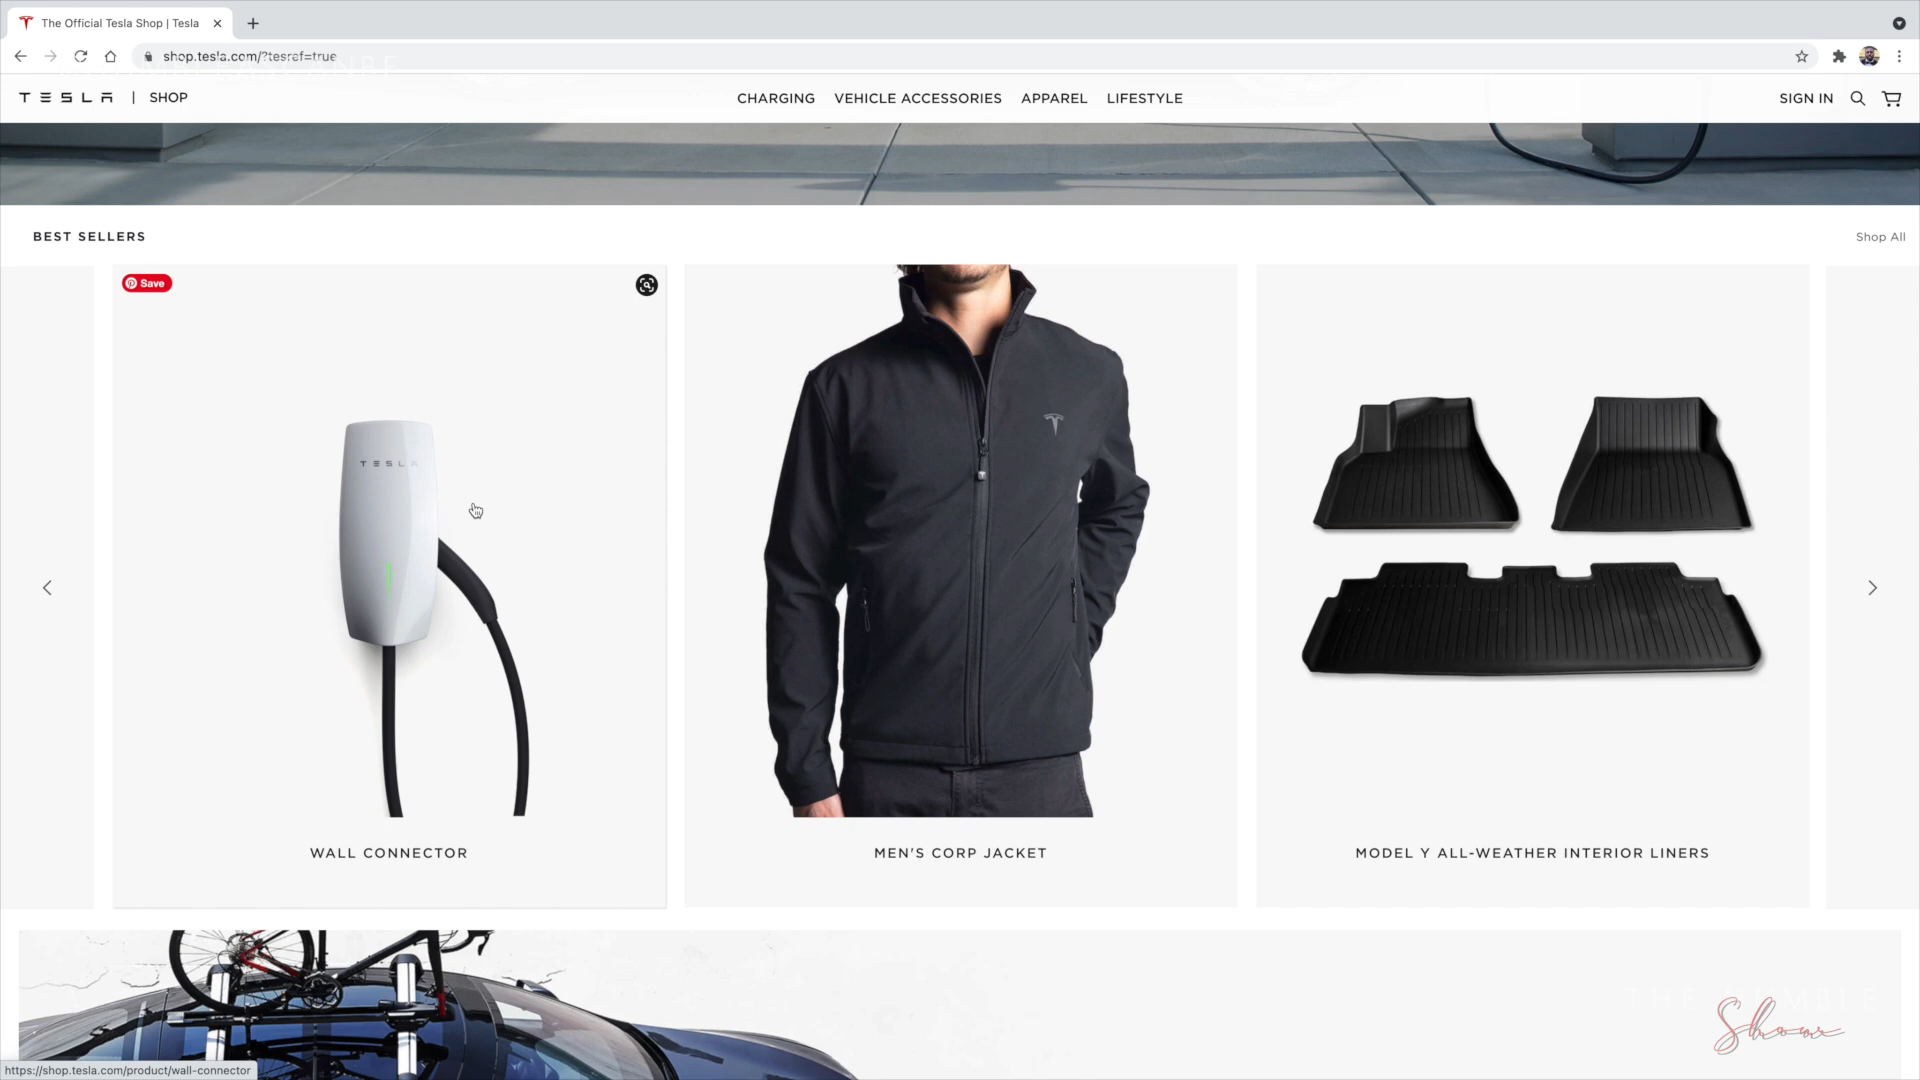 The Official Tesla Shop | Tesla
shop.tesla.com/?tesref=true
TESLA | SHOP
CHARGING VEHICLE ACCESSORIES APPAREL LIFESTYLE
SIGN IN
BEST SELLERS
Shop All
Save
TESLA
WALL CONNECTOR
MEN'S CORP JACKET
MODEL Y ALL-WEATHER INTERIOR LINERS
Show
https://shop.tesla.com/product/wall-connector